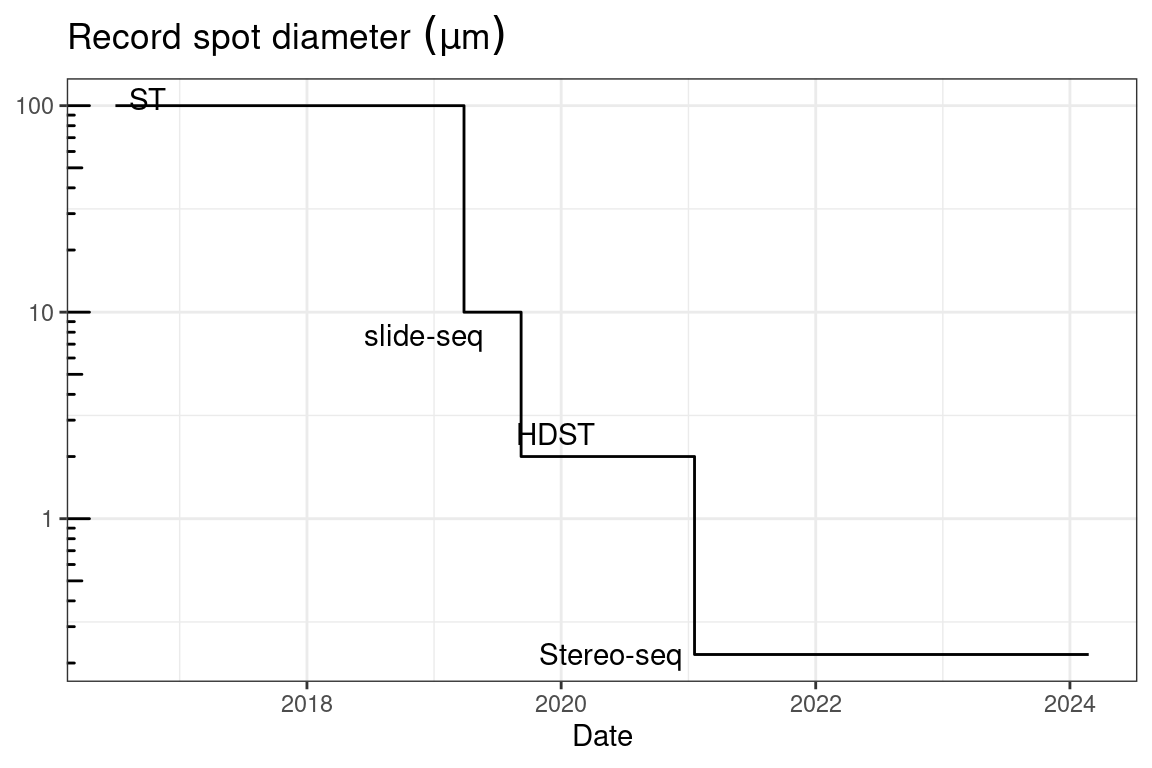 Record spot diameter (μm)
100
ST
10
slide-seq
HDST
1
Stereo-seq
2018 2020 2022 2024
Date